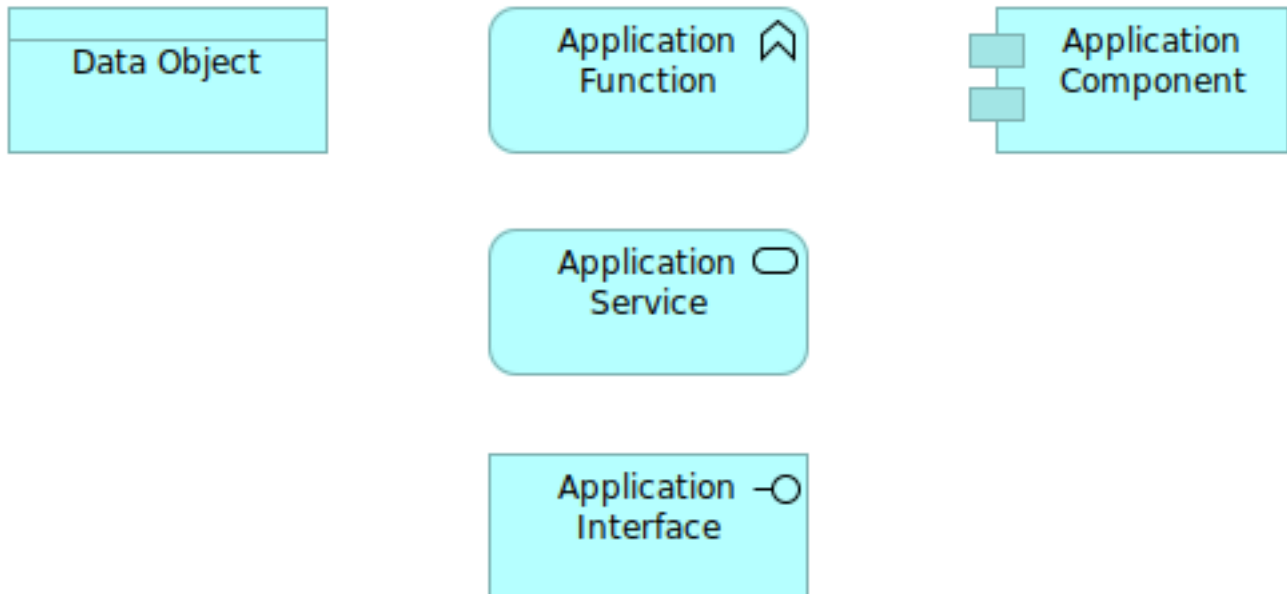 Data Object
Application
Function
Application
Component
Application
Service
Application
Interface